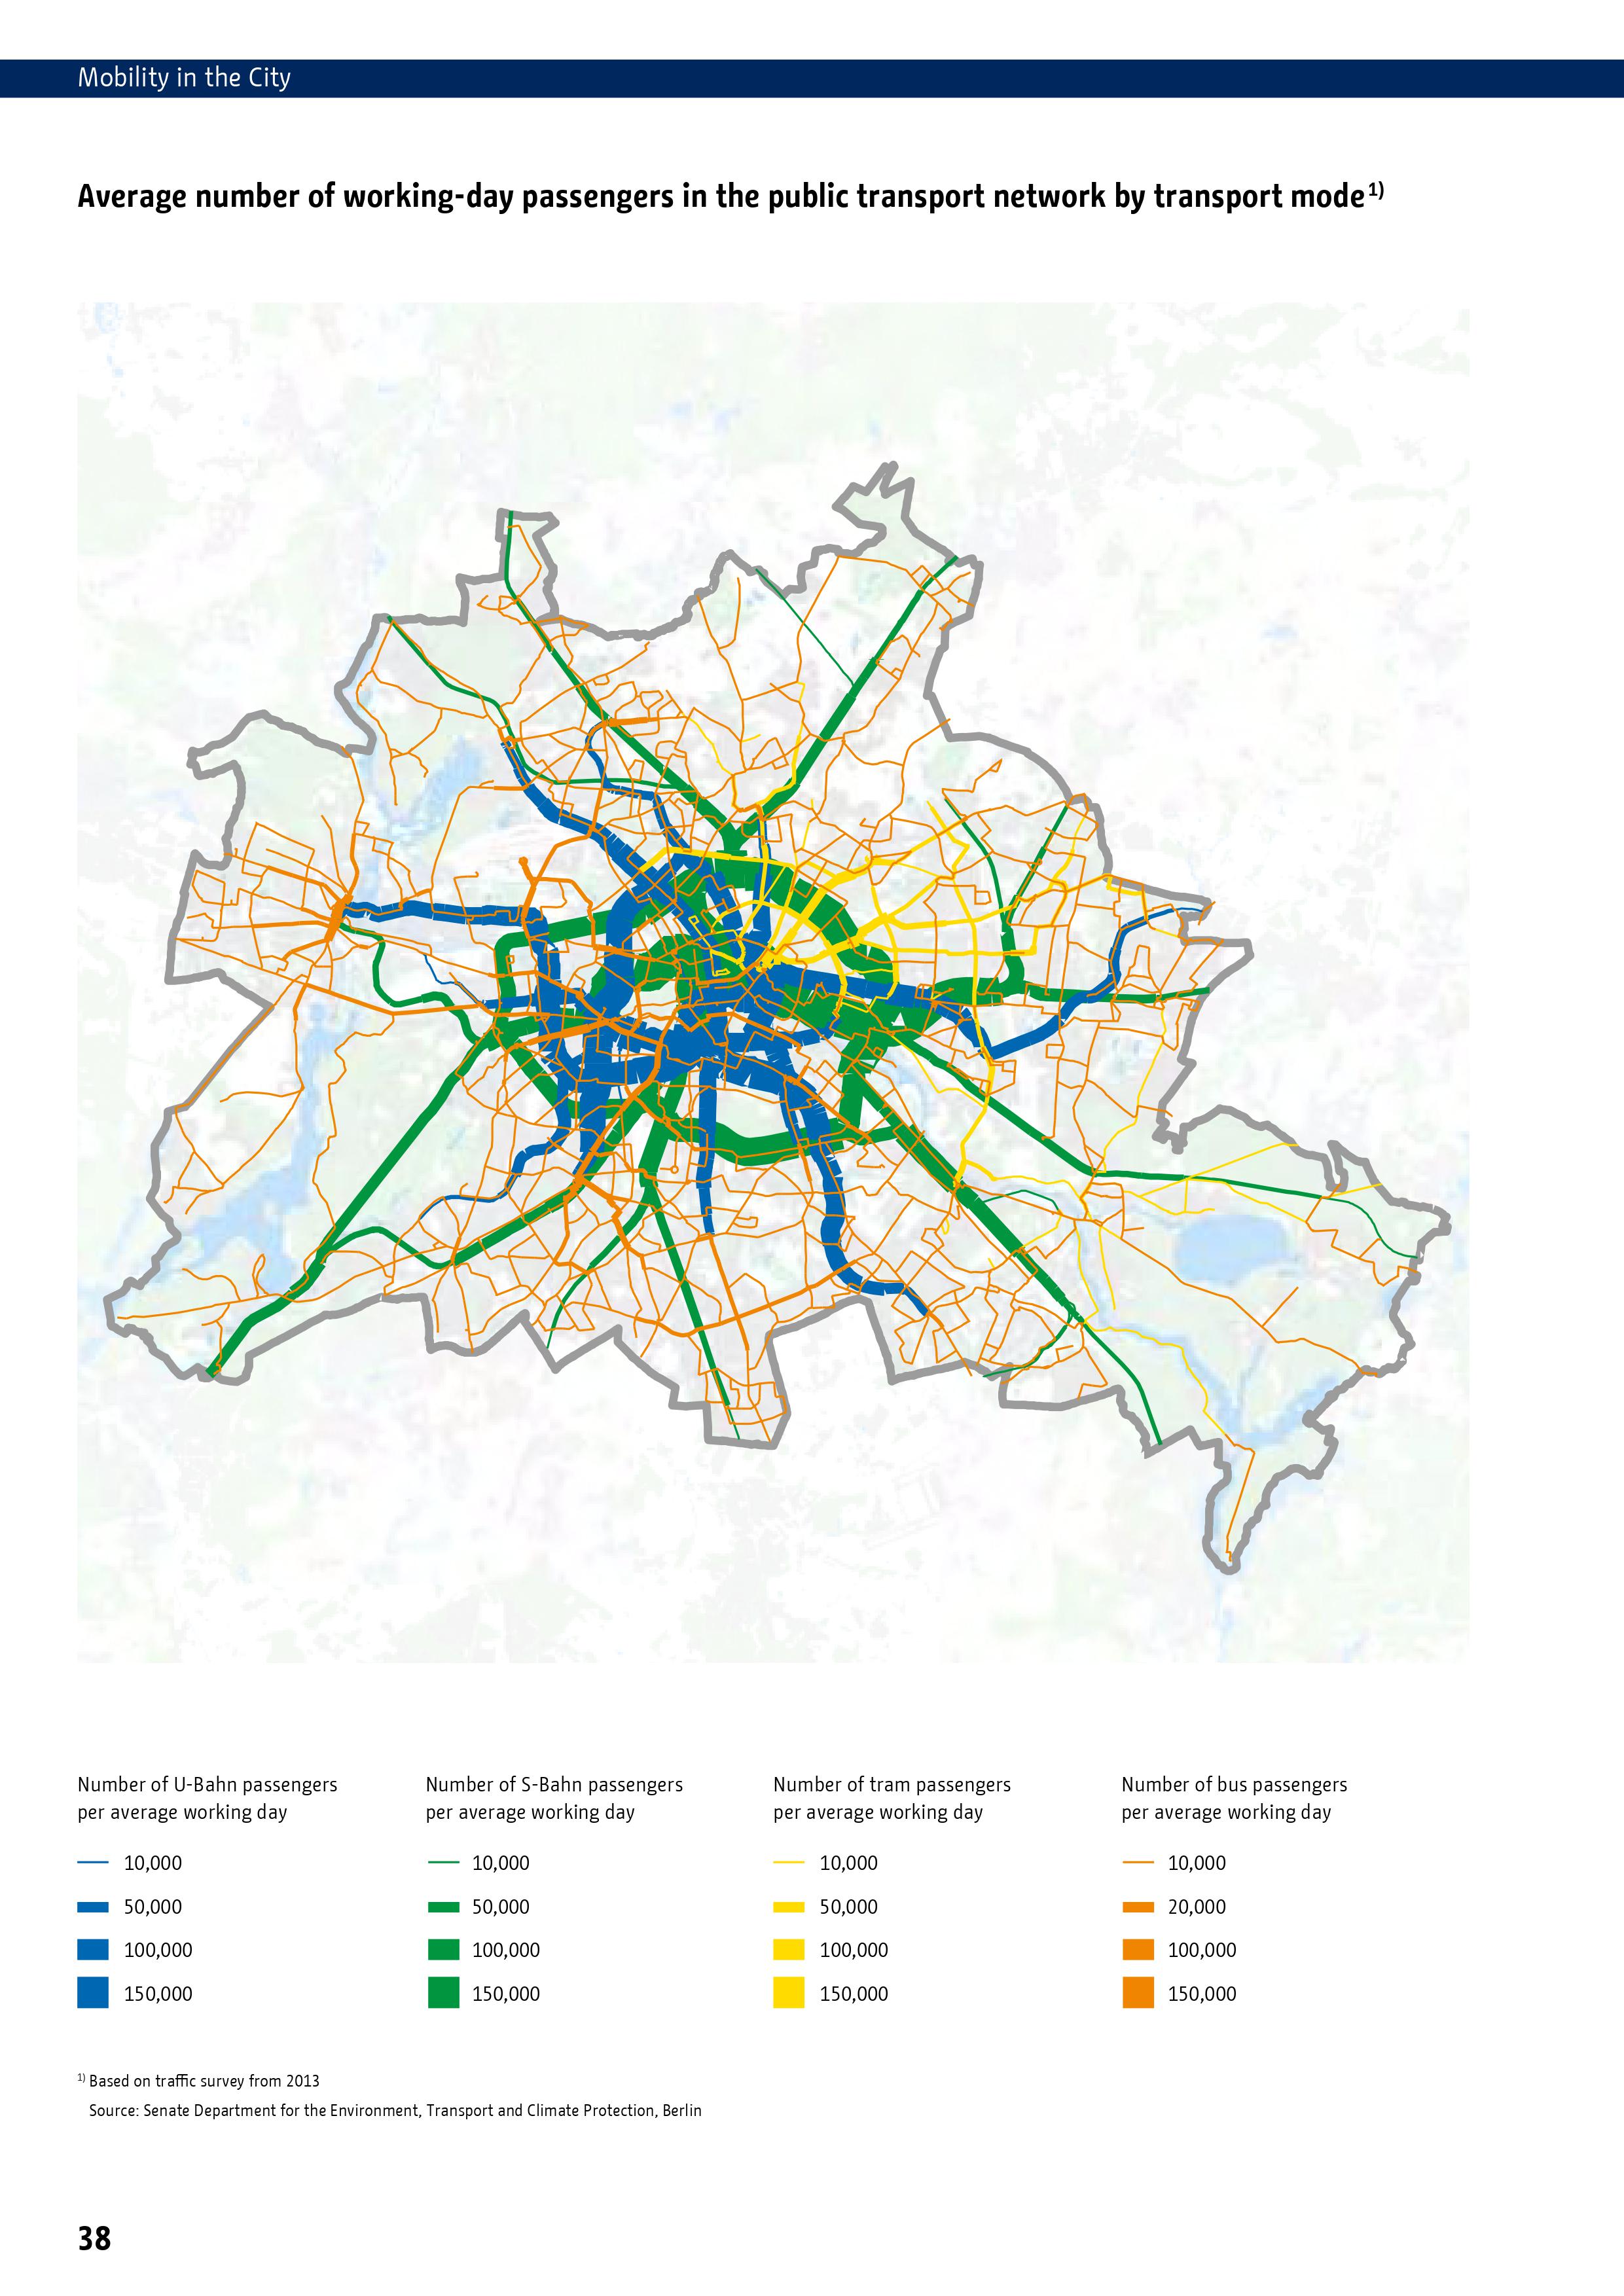 Mobility in the City
Average number of working-day passengers in the public transport network by transport mode 1)
Number of U-Bahn passengers
per average working day
10,000
50,000
100,000
150,000
Number of S-Bahn passengers
per average working day
10,000
50,000
100,000
150,000
Number of tram passengers
per average working day
10,000
50,000
100,000
150,000
Number of bus passengers
per average working day
10,000
20,000
100,000
150,000
1) Based on traffic survey from 2013
Source: Senate Department for the Environment, Transport and Climate Protection, Berlin
38